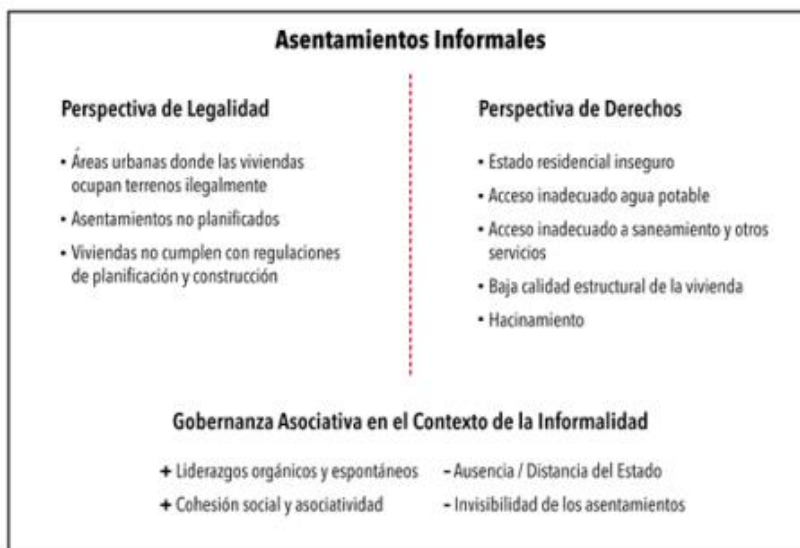 Asentamientos Informales
Perspectiva de Legalidad
• Áreas urbanas donde las viviendas
ocupan terrenos ilegalmente
• Asentamientos no planificados
• Viviendas no cumplen con regulaciones
de planificación y construcción
Perspectiva de Derechos
• Estado residencial inseguro
• Acceso inadecuado agua potable
• Acceso inadecuado a saneamiento y otros
servicios
• Baja calidad estructural de la vivienda
• Hacinamiento
Gobernanza Asociativa en el Contexto de la Informalidad
+ Liderazgos orgánicos y espontáneos
+ Cohesión social y asociatividad
– Ausencia / Distancia del Estado
– Invisibilidad de los asentamientos